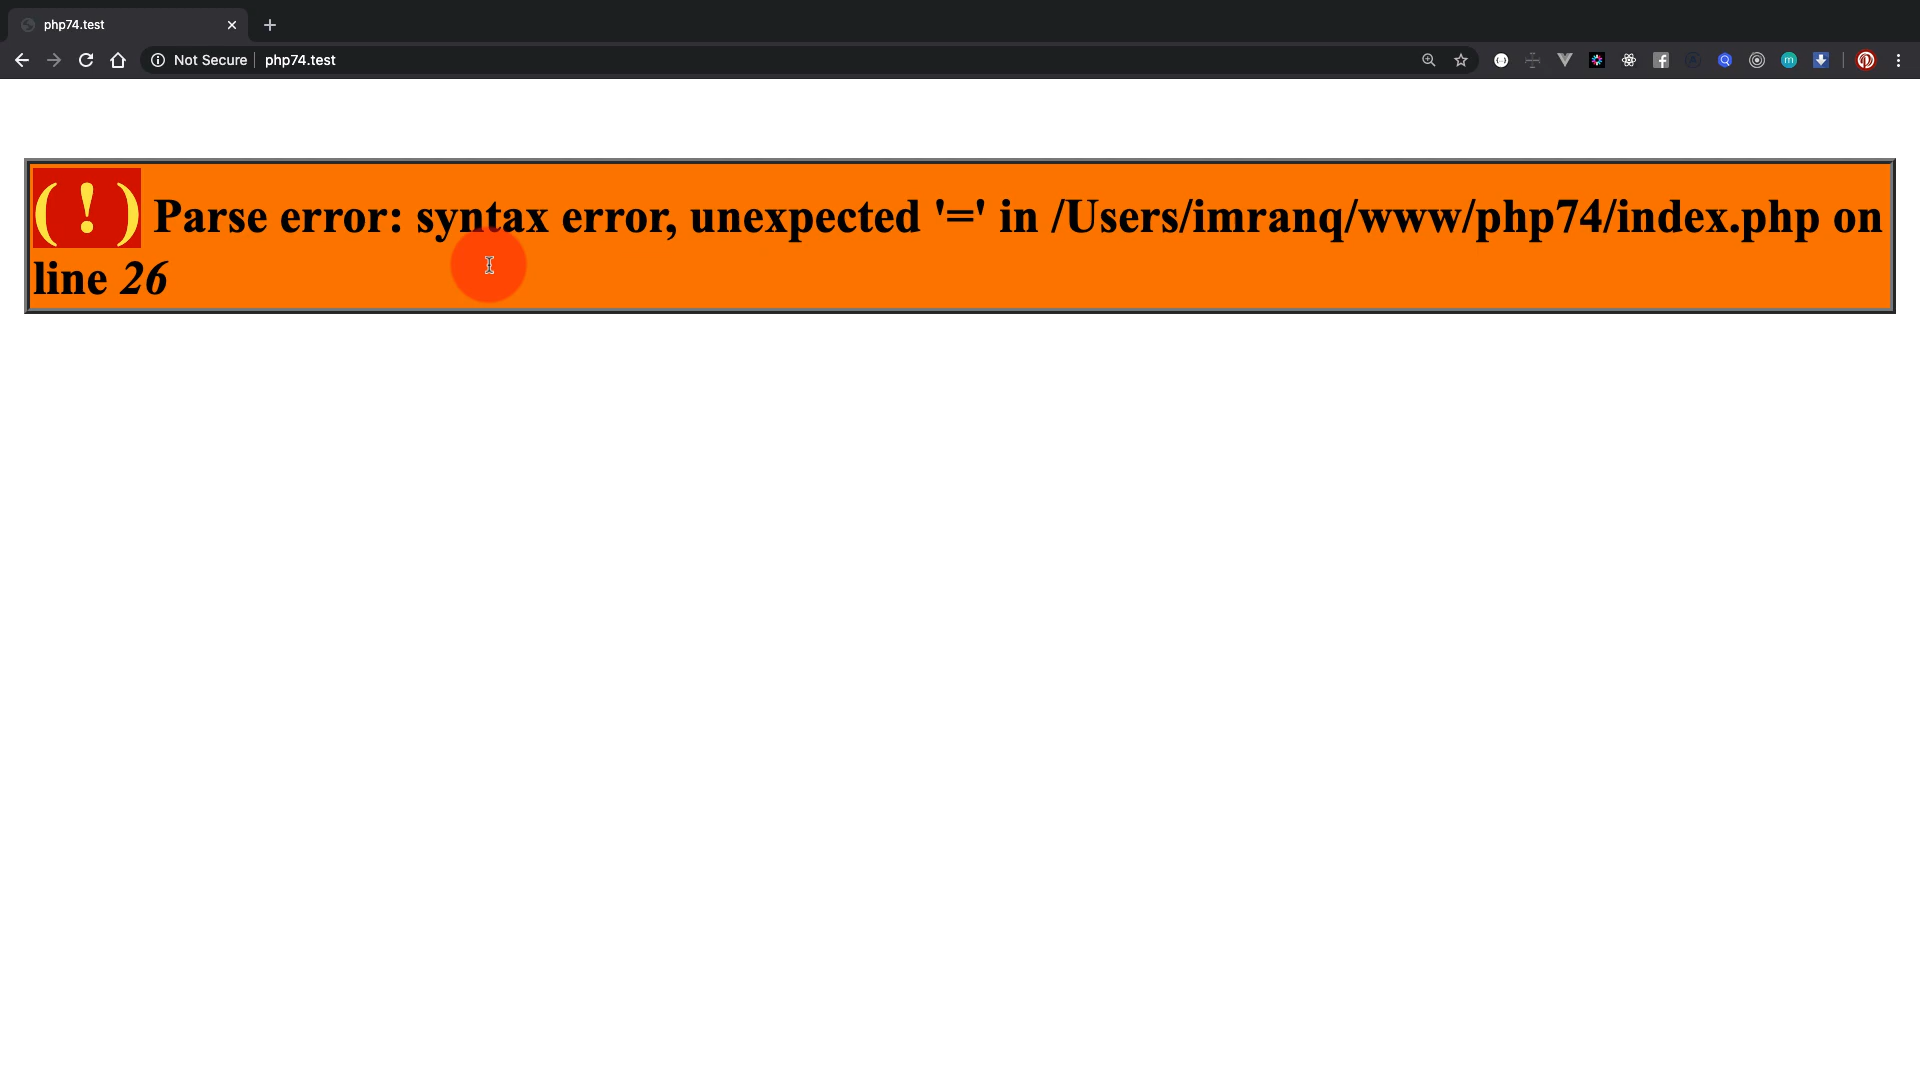 php74.test
Not Secure php74.test
( ! ) Parse error: syntax error, unexpected '=' in /Users/imranq/www/php74/index.php on
line 26